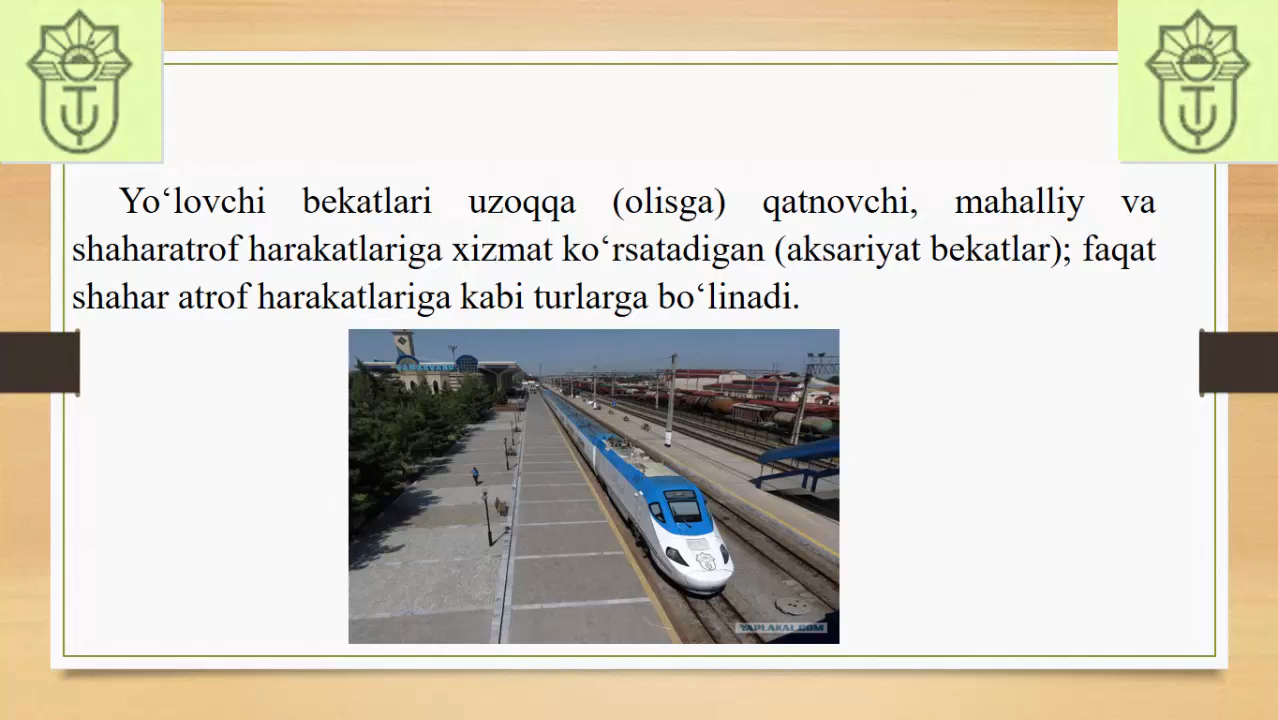 Yo‘lovchi bekatlari uzoqqa (olisga) qatnovchi, mahalliy va
shaharatrof harakatlariga xizmat ko‘rsatadigan (aksariyat bekatlar); faqat
shahar atrof harakatlariga kabi turlarga bo‘linadi.
YAPLAKAL.COM